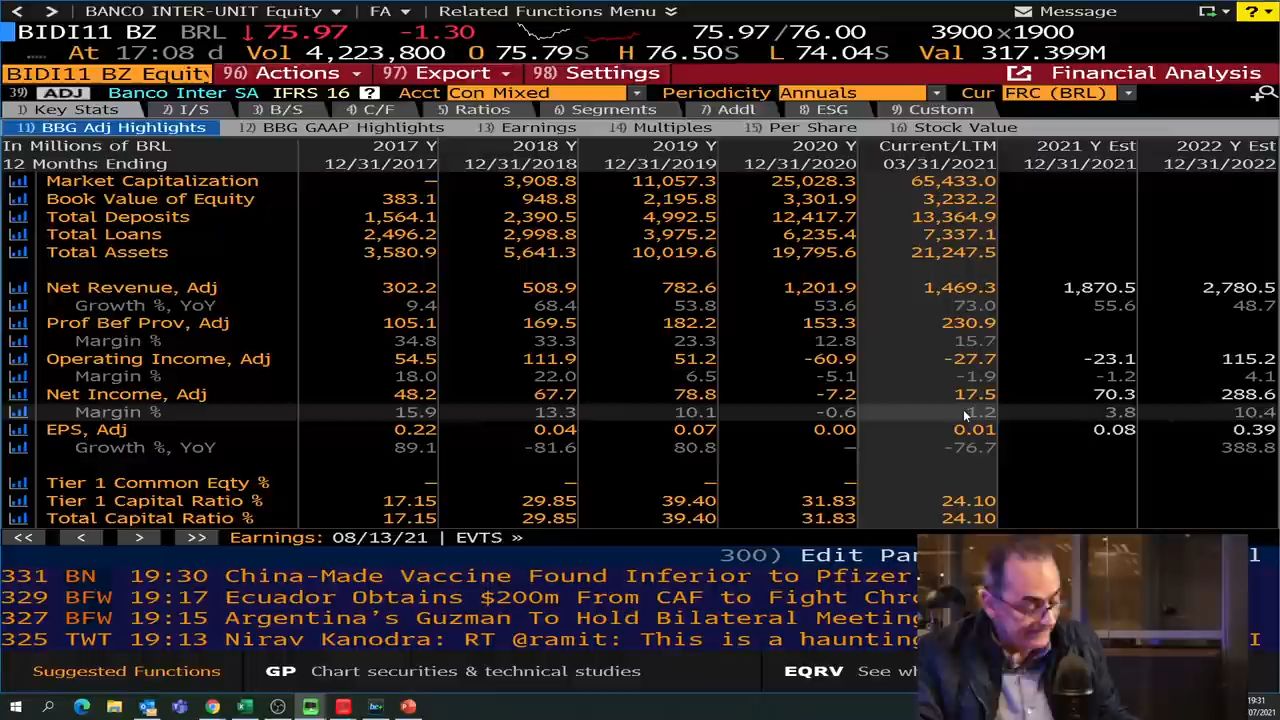 < > BANCO INTER-UNIT Equity FA Related Functions Menu Message ?
BIDI11 BZ BRL ↓ 75.97 -1.30 75.97/76.00 3900×1900
At 17:08 d Vol 4,223,800 O 75.79S H 76.50S L 74.04S Val 317.399M
BIDI11 BZ Equity 96) Actions 97) Export 98) Settings Financial Analysis
39) ADJ Banco Inter SA IFRS 16 ? Acct Con Mixed Periodicity Annuals Cur FRC (BRL)
1) Key Stats 2) I/S 3) B/S 4) C/F 5) Ratios 6) Segments 7) Addl 8) ESG 9) Custom
11) BBG Adj Highlights 12) BBG GAAP Highlights 13) Earnings 14) Multiples 15) Per Share 16) Stock Value
In Millions of BRL 2017 Y 2018 Y 2019 Y 2020 Y Current/LTM 2021 Y Est 2022 Y Est
12 Months Ending 12/31/2017 12/31/2018 12/31/2019 12/31/2020 03/31/2021 12/31/2021 12/31/2022
Market Capitalization — 3,908.8 11,057.3 25,028.3 65,433.0
Book Value of Equity 383.1 948.8 2,195.8 3,301.9 3,232.2
Total Deposits 1,564.1 2,390.5 4,992.5 12,417.7 13,364.9
Total Loans 2,496.2 2,998.8 3,975.2 6,235.4 7,337.1
Total Assets 3,580.9 5,641.3 10,019.6 19,795.6 21,247.5
Net Revenue, Adj 302.2 508.9 782.6 1,201.9 1,469.3 1,870.5 2,780.5
Growth %, YoY 9.4 68.4 53.8 53.6 73.0 55.6 48.7
Prof Bef Prov, Adj 105.1 169.5 182.2 153.3 230.9
Margin % 34.8 33.3 23.3 12.8 15.7
Operating Income, Adj 54.5 111.9 51.2 -60.9 -27.7 -23.1 115.2
Margin % 18.0 22.0 6.5 -5.1 -1.9 -1.2 4.1
Net Income, Adj 48.2 67.7 78.8 -7.2 17.5 70.3 288.6
Margin % 15.9 13.3 10.1 -0.6 1.2 3.8 10.4
EPS, Adj 0.22 0.04 0.07 0.00 0.01 0.08 0.39
Growth %, YoY 89.1 -81.6 80.8 — -76.7 388.8
Tier 1 Common Eqty % — — — —
Tier 1 Capital Ratio % 17.15 29.85 39.40 31.83 24.10
Total Capital Ratio % 17.15 29.85 39.40 31.83 24.10
<< < > >> Earnings: 08/13/21 | EVTS »
300) Edit Pa
331 BN 19:30 China-Made Vaccine Found Inferior to Pfizer
329 BFW 19:17 Ecuador Obtains $200m From CAF to Fight Chr
327 BFW 19:15 Argentina's Guzman To Hold Bilateral Meeting
325 TWT 19:13 Nirav Kanodra: RT @ramit: This is a haunting
Suggested Functions GP Chart securities & technical studies EQRV See wh
19:31
07/2021